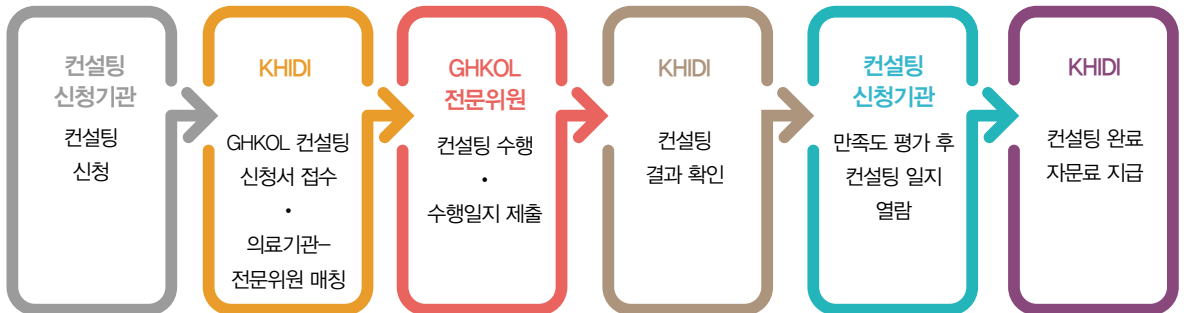 컨설팅
신청기관
컨설팅
신청
KHIDI
GHKOL 컨설팅
신청서 접수
·
의료기관–
전문위원 매칭
GHKOL
전문위원
컨설팅 수행
·
수행일지 제출
KHIDI
컨설팅
결과 확인
컨설팅
신청기관
만족도 평가 후
컨설팅 일지
열람
KHIDI
컨설팅 완료
자문료 지급